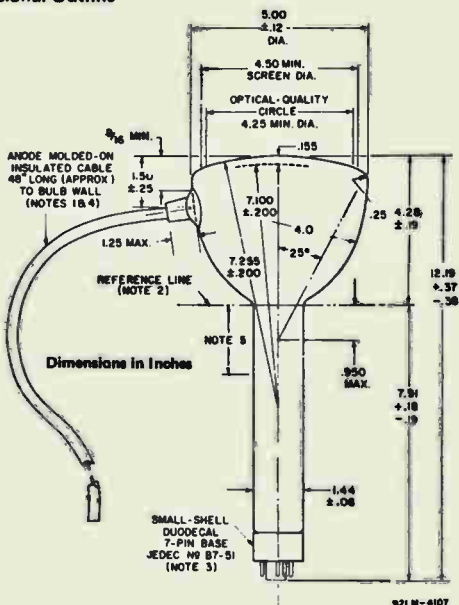 5.00
±.12
DIA.
4.50 MIN.
SCREEN DIA.
OPTICAL-QUALITY
CIRCLE
4.25 MIN. DIA.
MIN.
.155
ANODE MOLDED-ON
INSULATED CABLE
48" LONG (APPROX)
TO BULB WALL
(NOTES 1&4)
1.50
±.25
7.100
±.200
4.0
.25
4.28
±.19
1.25 MAX.
25°
7.255
±.200
12.19
+.37
-.38
REFERENCE LINE
(NOTE 2)
NOTE 5
.950
MAX.
Dimensions in Inches
7.91
+.18
-.19
1.44
±.06
SMALL-SHELL
DUODECAL
7-PIN BASE
JEDEC Nº B7-51
(NOTE 3)
92LM-4107